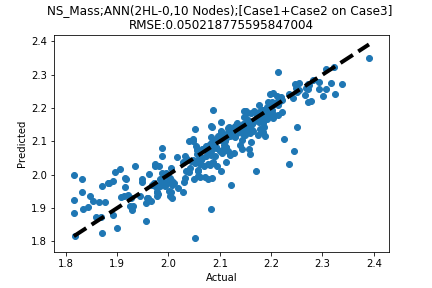 NS_Mass;ANN(2HL-0,10 Nodes);[Case1+Case2 on Case3]
RMSE:0.050218775595847004
2.4
2.3
2.2
2.1
2.0
1.9
1.8
Predicted
1.8 1.9 2.0 2.1 2.2 2.3 2.4
Actual